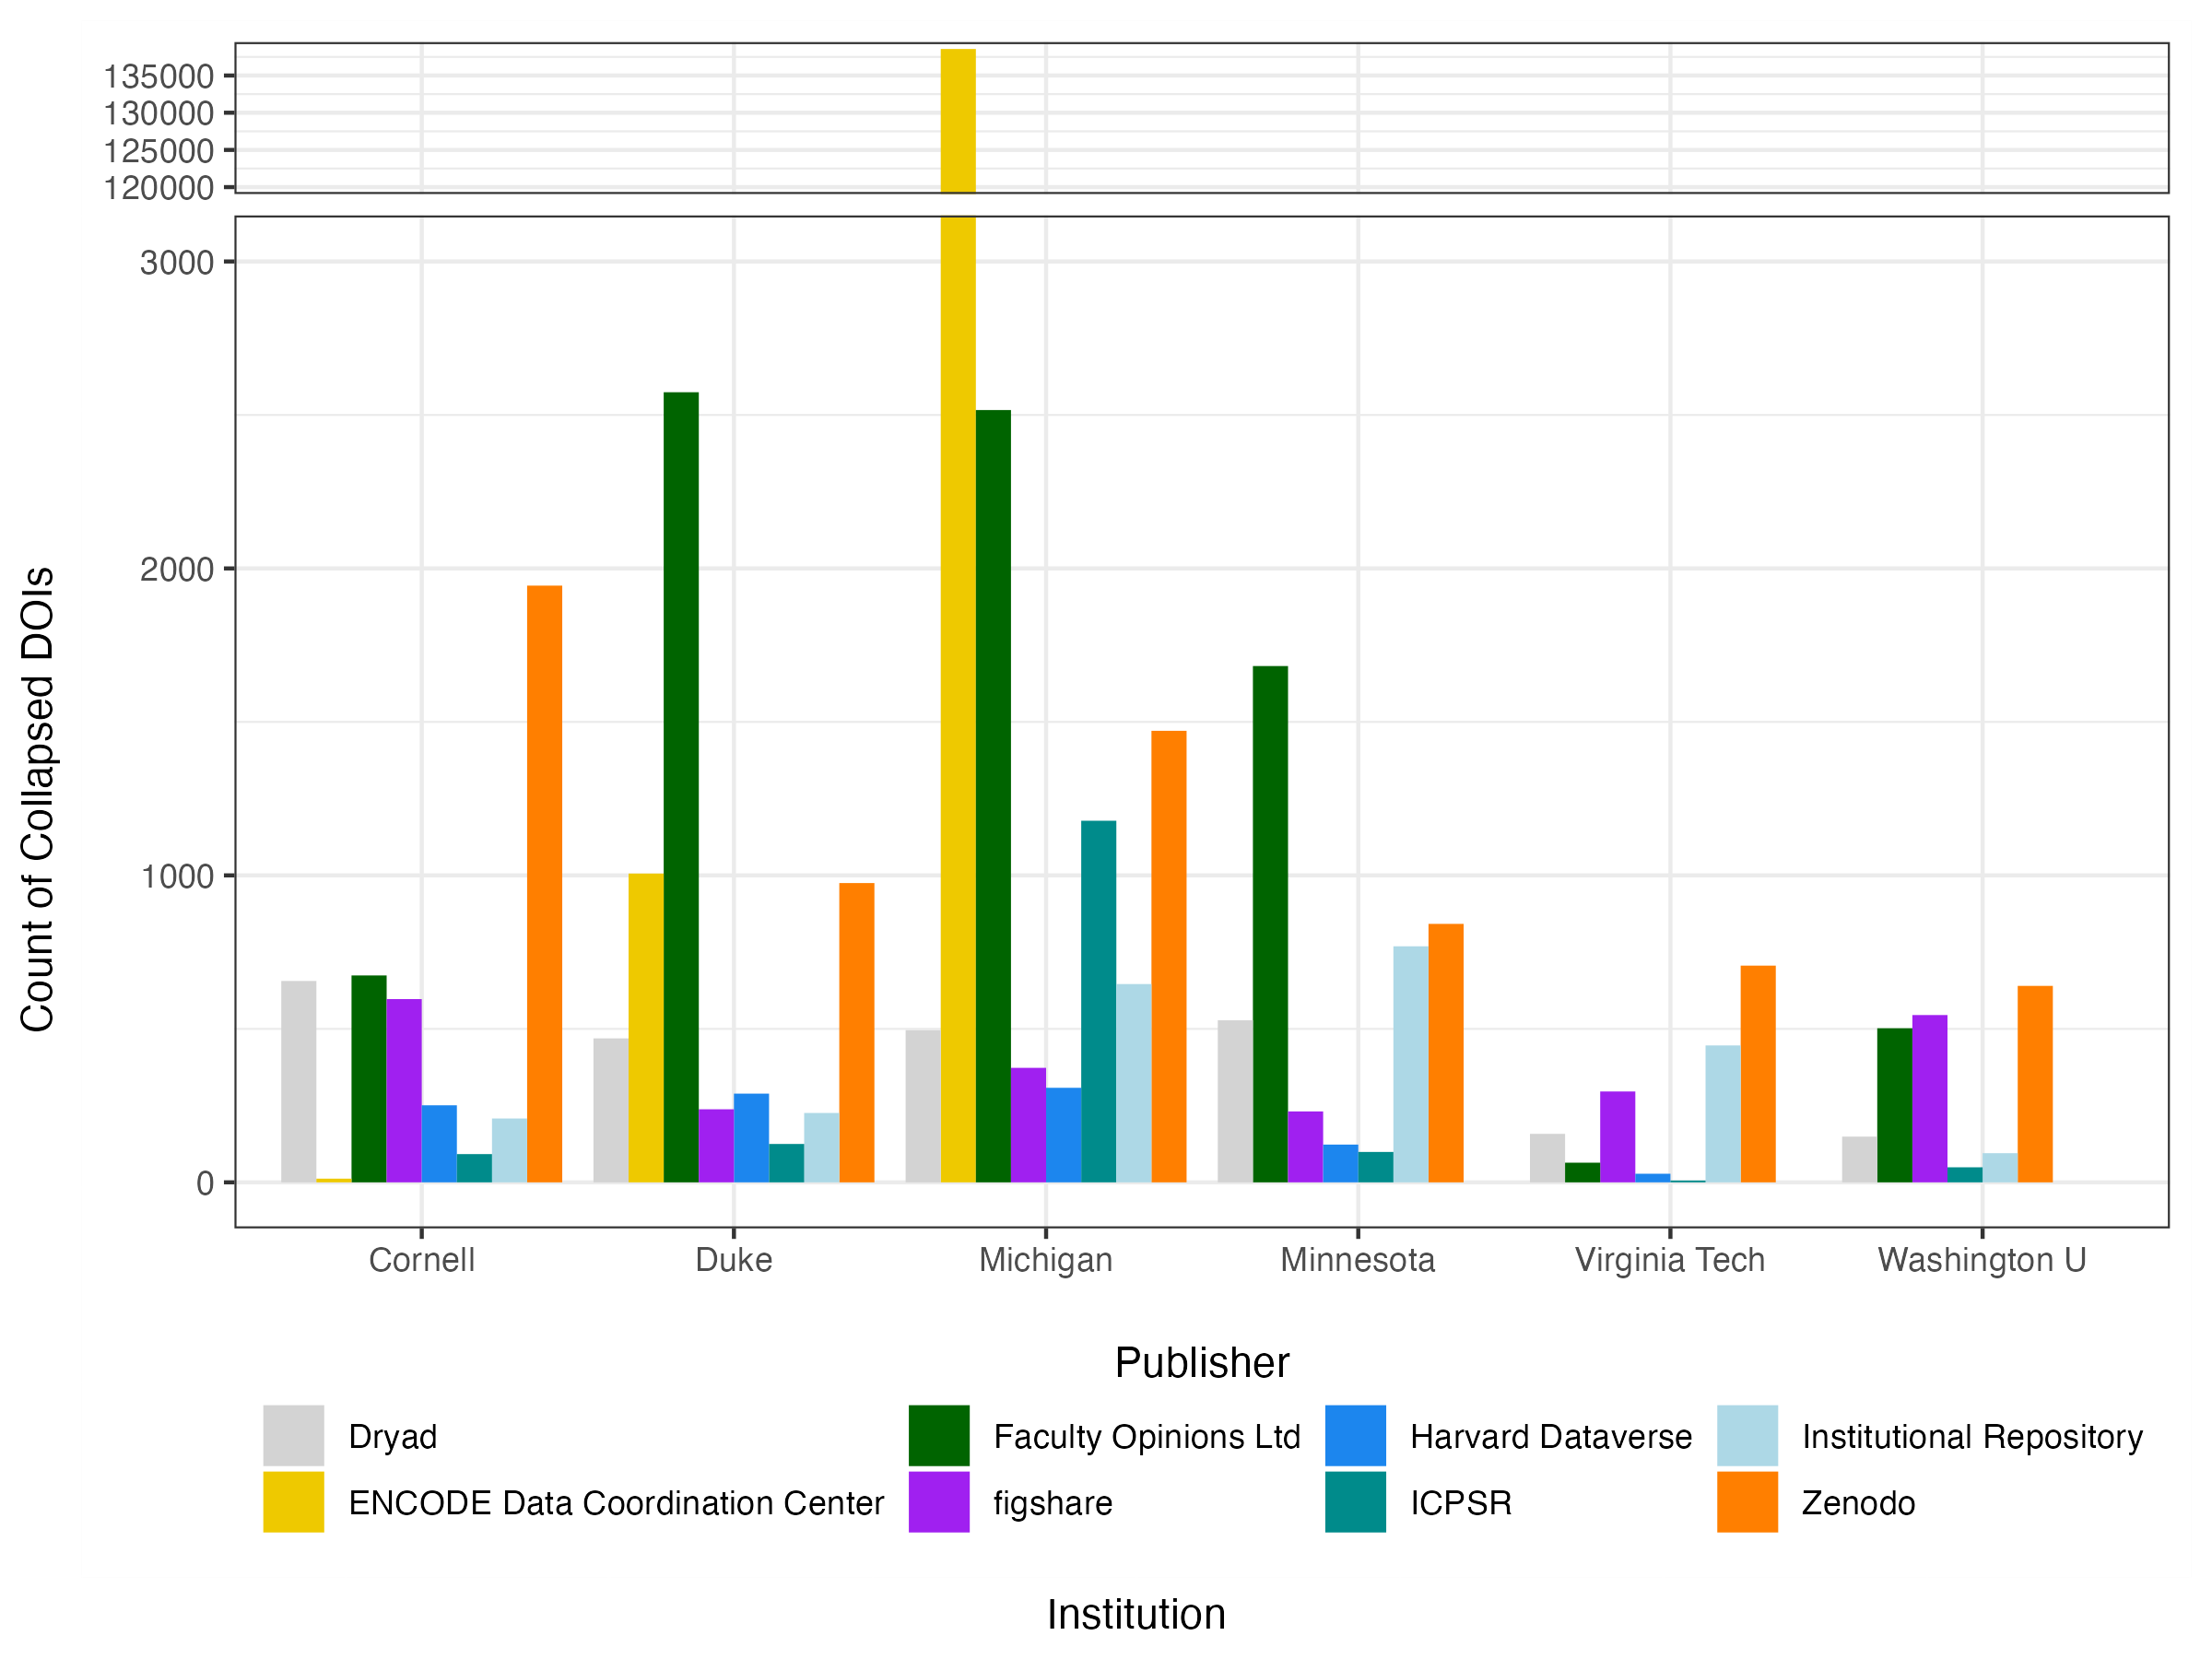 135000
130000
125000
120000
3000
2000
1000
0
Count of Collapsed DOIs
Cornell Duke Michigan Minnesota Virginia Tech Washington U
Publisher
Dryad Faculty Opinions Ltd Harvard Dataverse Institutional Repository
ENCODE Data Coordination Center figshare ICPSR Zenodo
Institution